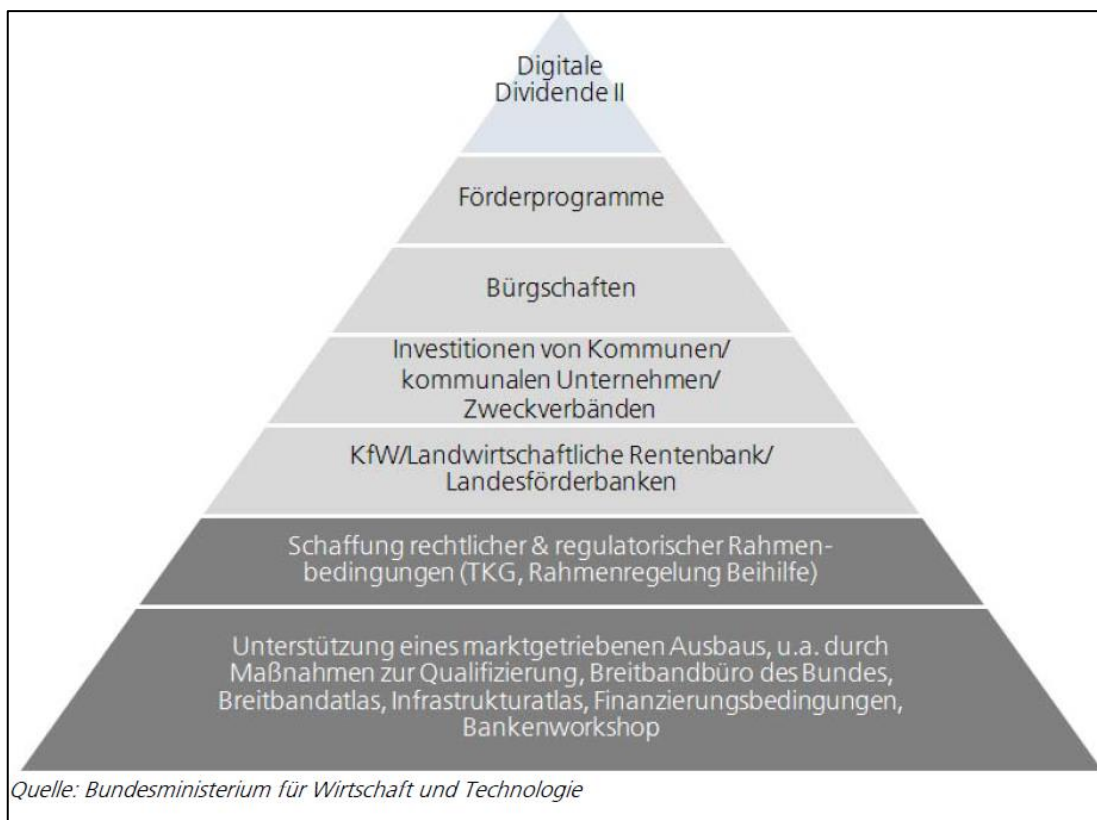 Digitale
Dividende II
Förderprogramme
Bürgschaften
Investitionen von Kommunen/
kommunalen Unternehmen/
Zweckverbänden
KfW/Landwirtschaftliche Rentenbank/
Landesförderbanken
Schaffung rechtlicher & regulatorischer Rahmen-
bedingungen (TKG, Rahmenregelung Beihilfe)
Unterstützung eines marktgetriebenen Ausbaus, u.a. durch
Maßnahmen zur Qualifizierung, Breitbandbüro des Bundes,
Breitbandatlas, Infrastrukturatlas, Finanzierungsbedingungen,
Bankenworkshop
Quelle: Bundesministerium für Wirtschaft und Technologie